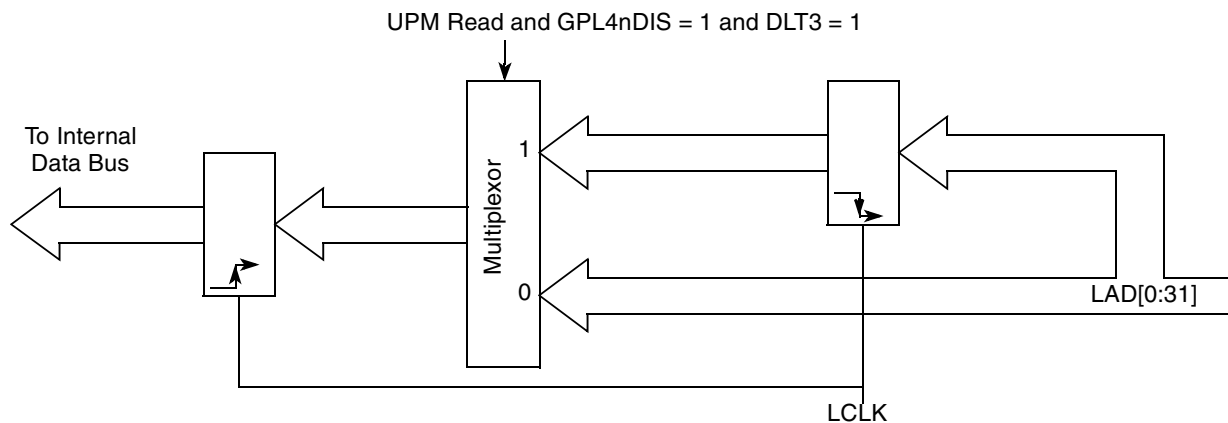 UPM Read and GPL4nDIS = 1 and DLT3 = 1
To Internal
Data Bus
1
Multiplexor
0
LAD[0:31]
LCLK